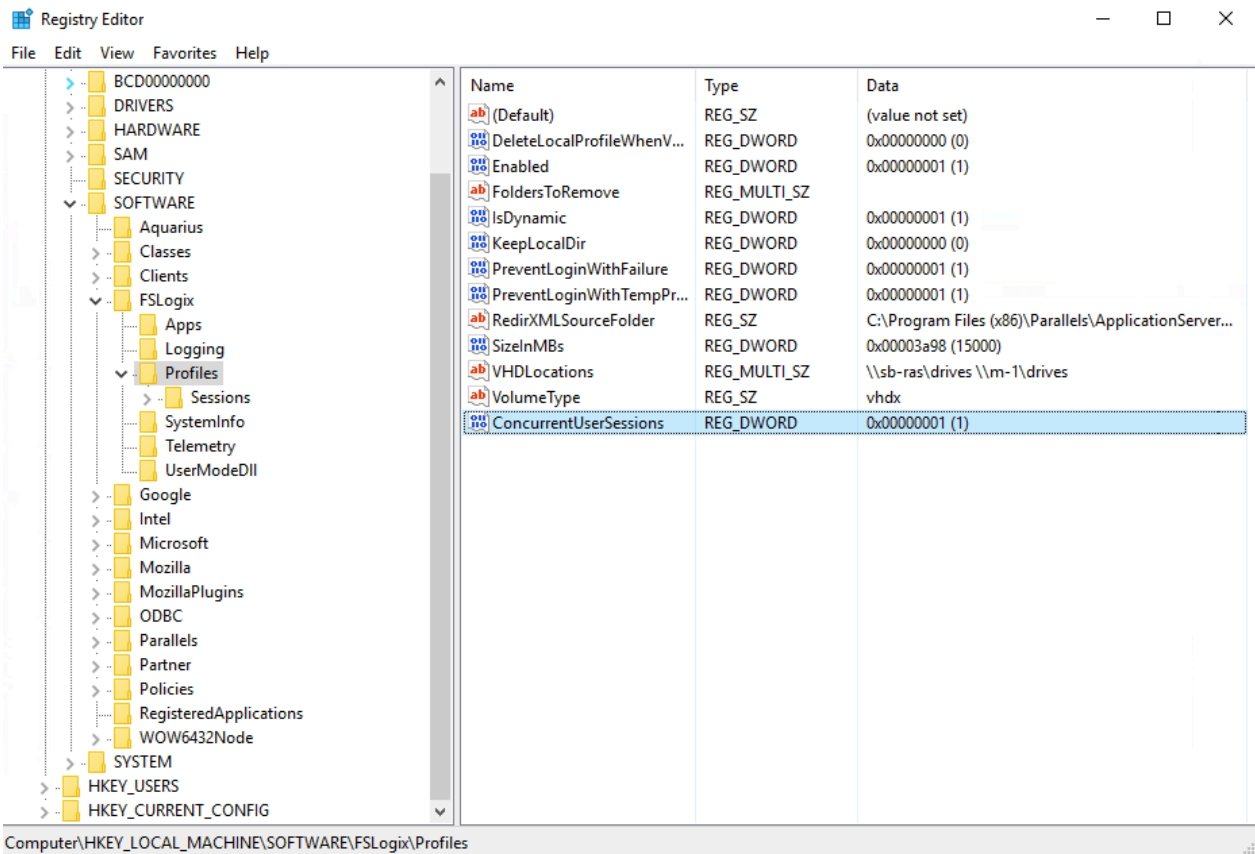 Registry Editor
File Edit View Favorites Help
BCD00000000
DRIVERS
HARDWARE
SAM
SECURITY
SOFTWARE
Aquarius
Classes
Clients
FSLogix
Apps
Logging
Profiles
Sessions
SystemInfo
Telemetry
UserModeDll
Google
Intel
Microsoft
Mozilla
MozillaPlugins
ODBC
Parallels
Partner
Policies
RegisteredApplications
WOW6432Node
SYSTEM
HKEY_USERS
HKEY_CURRENT_CONFIG
Name Type Data
(Default) REG_SZ (value not set)
DeleteLocalProfileWhenV... REG_DWORD 0x00000000 (0)
Enabled REG_DWORD 0x00000001 (1)
FoldersToRemove REG_MULTI_SZ
IsDynamic REG_DWORD 0x00000001 (1)
KeepLocalDir REG_DWORD 0x00000000 (0)
PreventLoginWithFailure REG_DWORD 0x00000001 (1)
PreventLoginWithTempPr... REG_DWORD 0x00000001 (1)
RedirXMLSourceFolder REG_SZ C:\Program Files (x86)\Parallels\ApplicationServer...
SizeInMBs REG_DWORD 0x00003a98 (15000)
VHDLocations REG_MULTI_SZ \\sb-ras\drives \\m-1\drives
VolumeType REG_SZ vhdx
ConcurrentUserSessions REG_DWORD 0x00000001 (1)
Computer\HKEY_LOCAL_MACHINE\SOFTWARE\FSLogix\Profiles